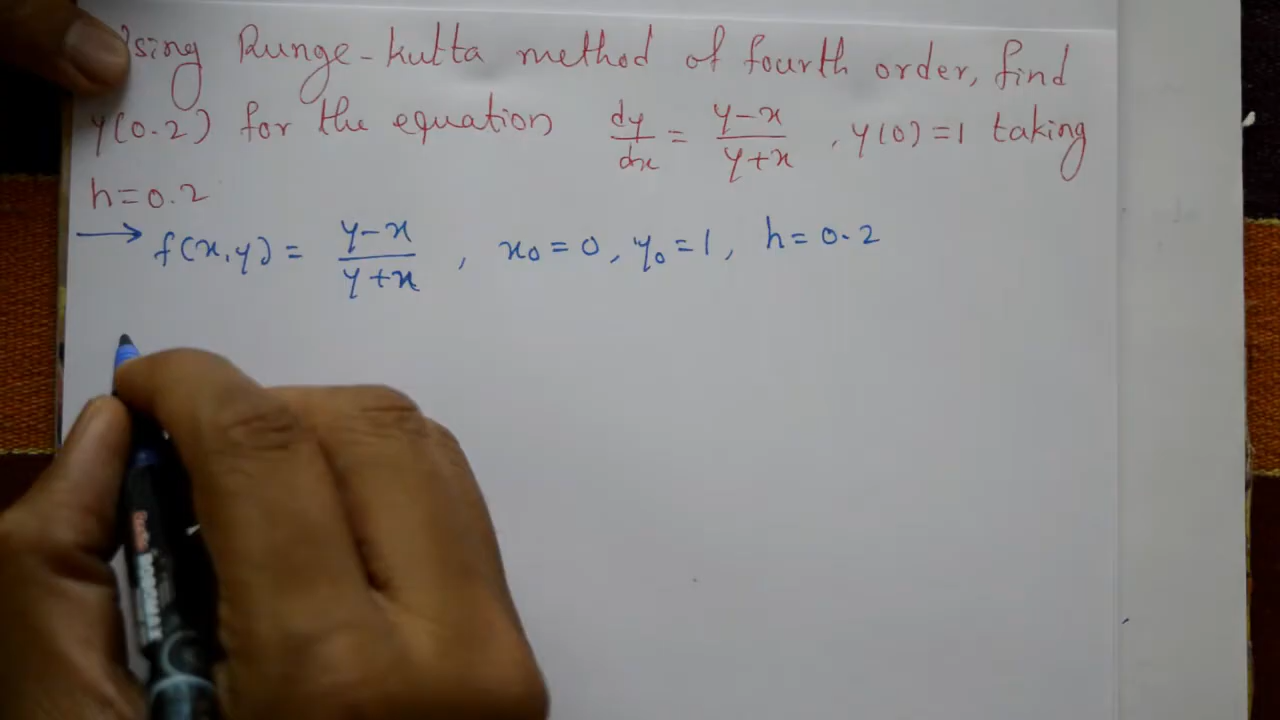 sing Runge-kutta method of fourth order, find
y(0.2) for the equation dy/dx = y-x/y+x , y(0)=1 taking
h=0.2
→ f(x,y) = y-x/y+x , x₀=0, y₀=1, h=0.2